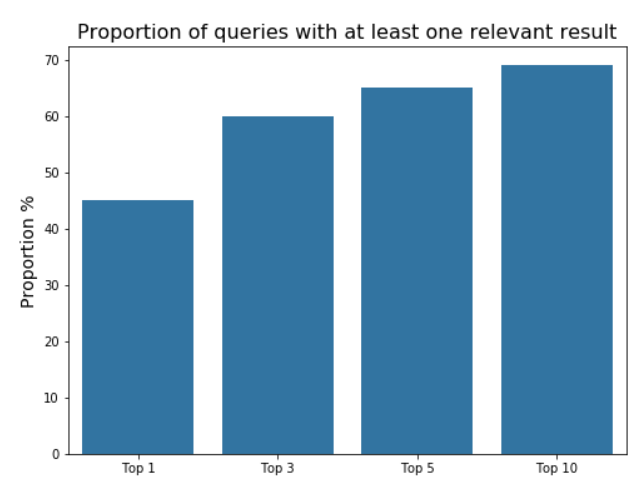 Proportion of queries with at least one relevant result
Proportion %
70
60
50
40
30
20
10
0
Top 1
Top 3
Top 5
Top 10